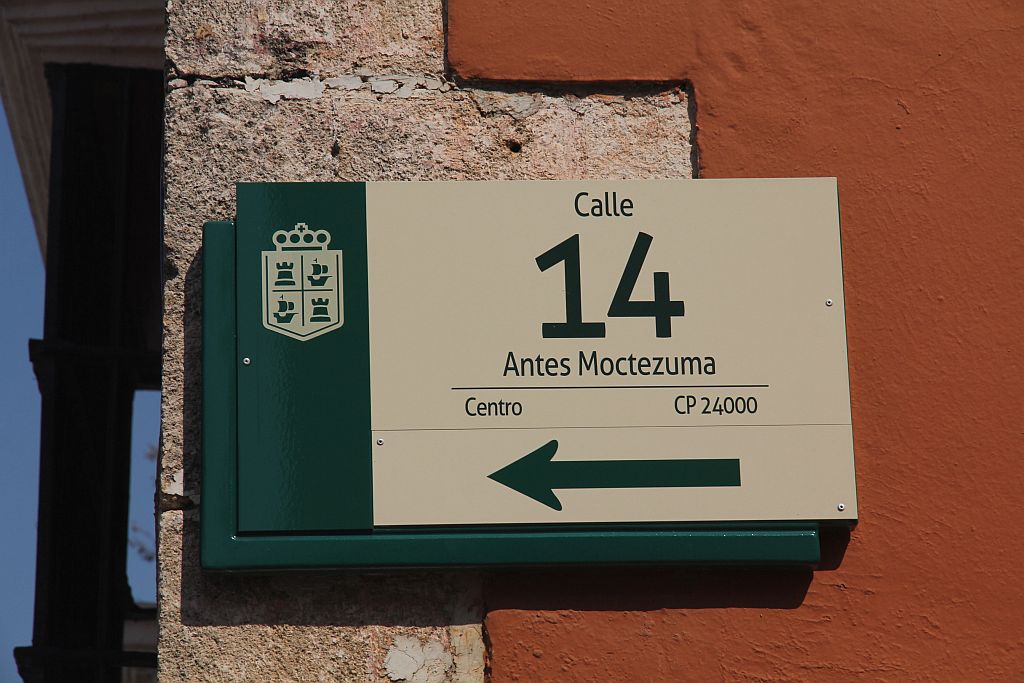 Calle
14
Antes Moctezuma
Centro CP 24000